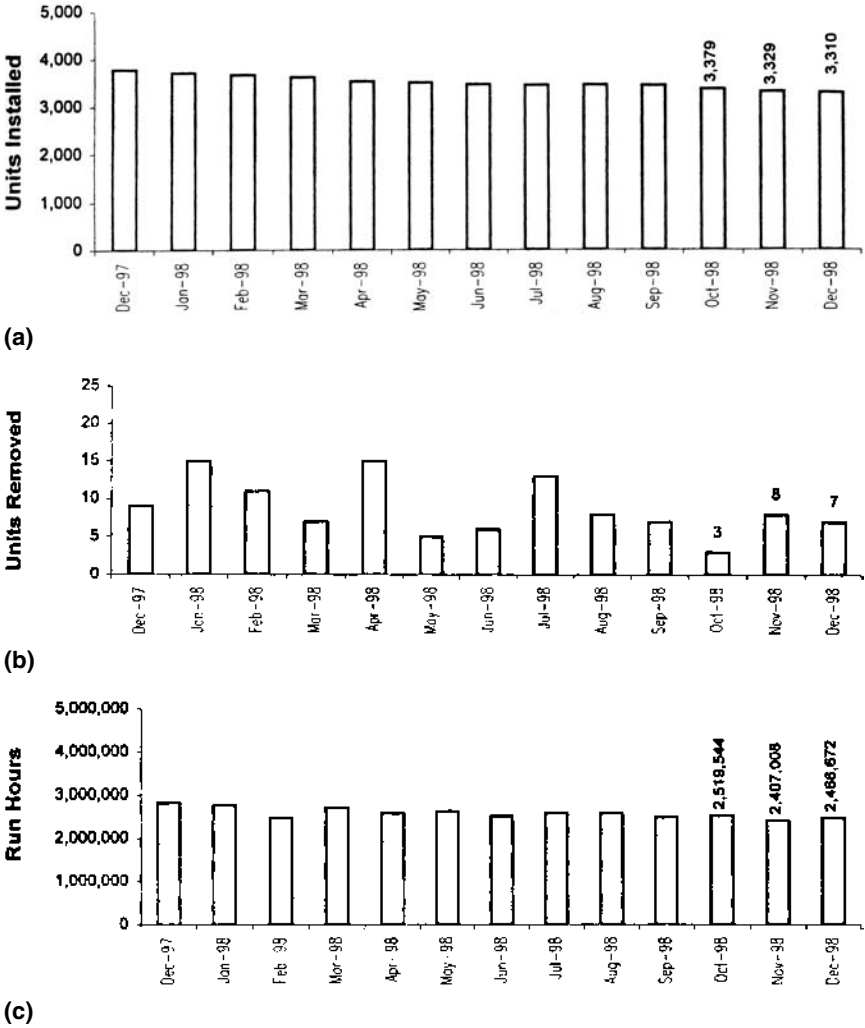 5,000
4,000
3,000
2,000
1,000
0
Units Installed
3,379
3,329
3,310
Dec-97
Jan-98
Feb-98
Mar-98
Apr-98
May-98
Jun-98
Jul-98
Aug-98
Sep-98
Oct-98
Nov-98
Dec-98
(a)
25
20
15
10
5
0
Units Removed
3
8
7
Dec-97
Jan-98
Feb-98
Mar-98
Apr-98
May-98
Jun-98
Jul-98
Aug-98
Sep-98
Oct-98
Nov-98
Dec-98
(b)
5,000,000
4,000,000
3,000,000
2,000,000
1,000,000
0
Run Hours
2,519,544
2,407,008
2,466,672
Dec-97
Jan-98
Feb 99
Mar-98
Apr-98
May-98
Jun-98
Jul-98
Aug-98
Sep-98
Oct-98
Nov-98
Dec-98
(c)